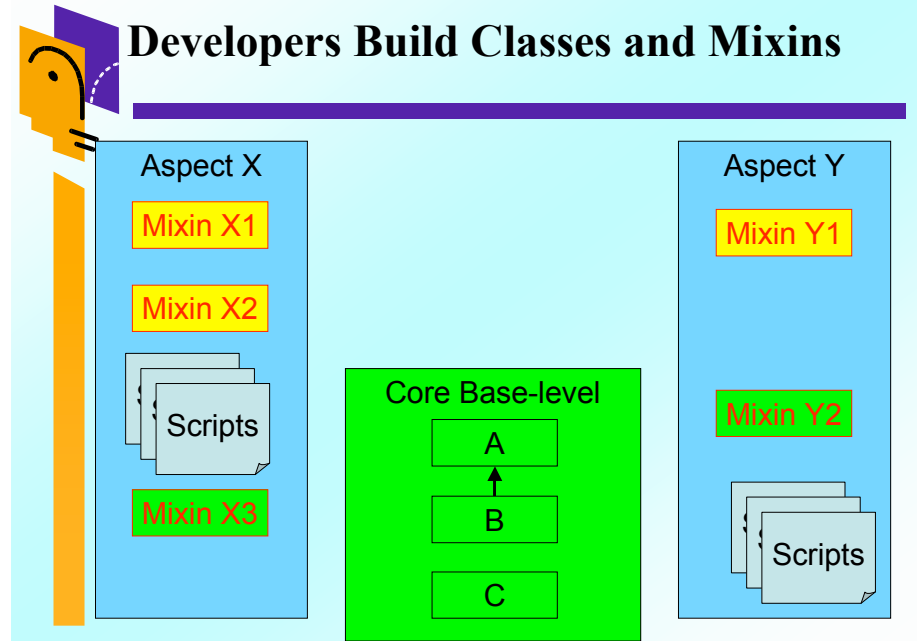 Developers Build Classes and Mixins
Aspect X
Mixin X1
Mixin X2
Scripts
Mixin X3
Core Base-level
A
B
C
Aspect Y
Mixin Y1
Mixin Y2
Scripts